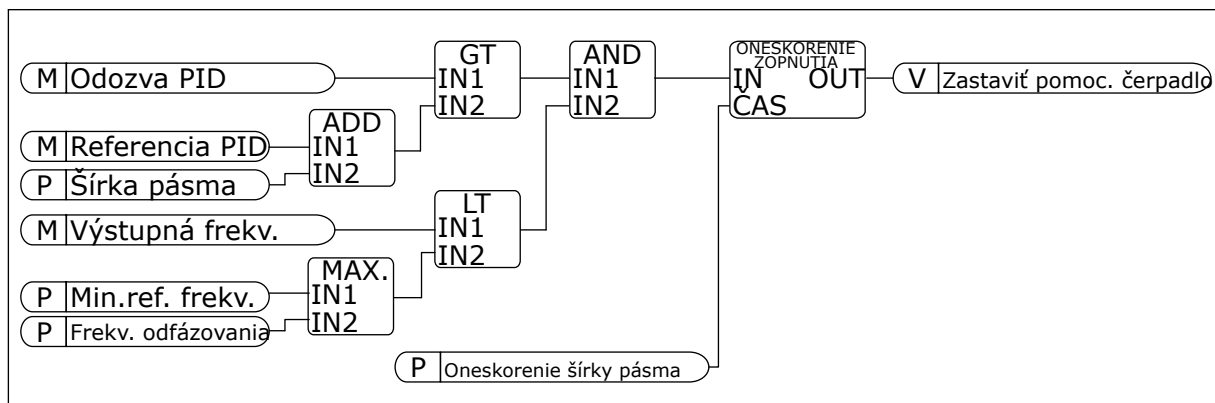 M Odozva PID
M Referencia PID
P Šírka pásma
M Výstupná frekv.
P Min.ref. frekv.
P Frekv. odfázovania
ADD
IN1
IN2
MAX.
IN1
IN2
GT
IN1
IN2
LT
IN1
IN2
AND
IN1
IN2
P Oneskorenie šírky pásma
ONESKORENIE
ZOPNUTIA
IN OUT
ČAS
V Zastaviť pomoc. čerpadlo